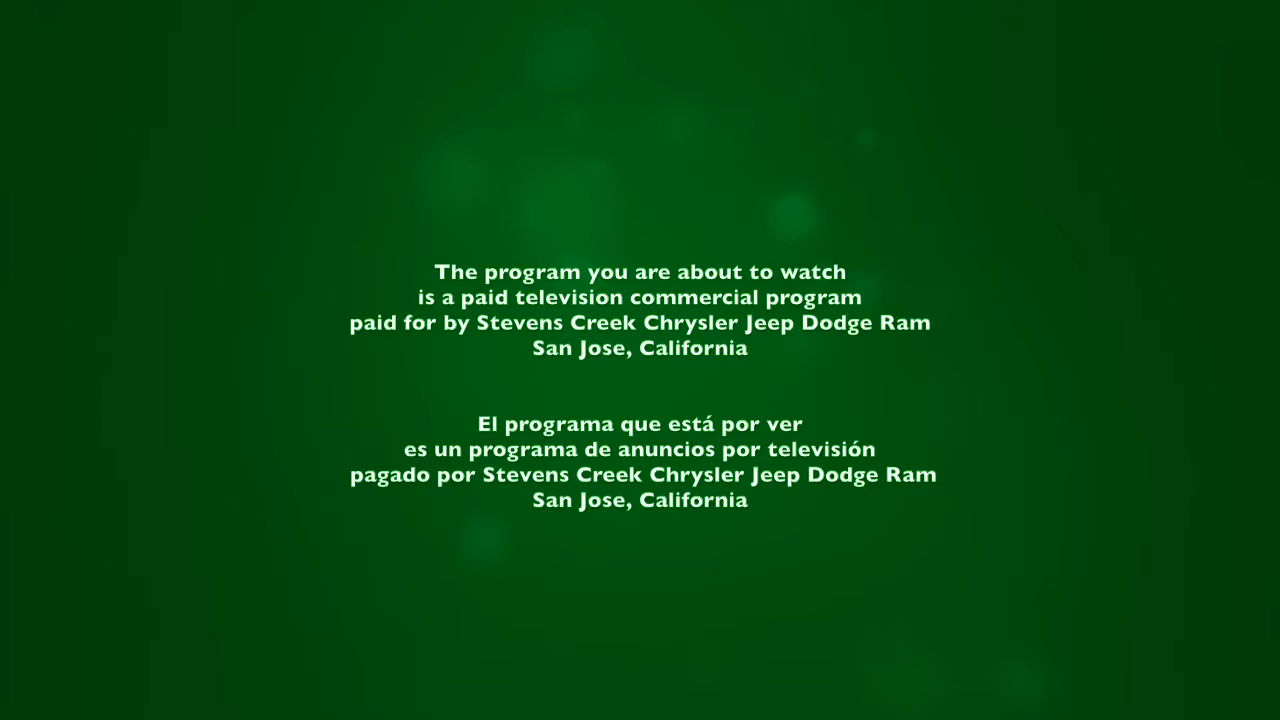 The program you are about to watch
is a paid television commercial program
paid for by Stevens Creek Chrysler Jeep Dodge Ram
San Jose, California
El programa que está por ver
es un programa de anuncios por televisión
pagado por Stevens Creek Chrysler Jeep Dodge Ram
San Jose, California